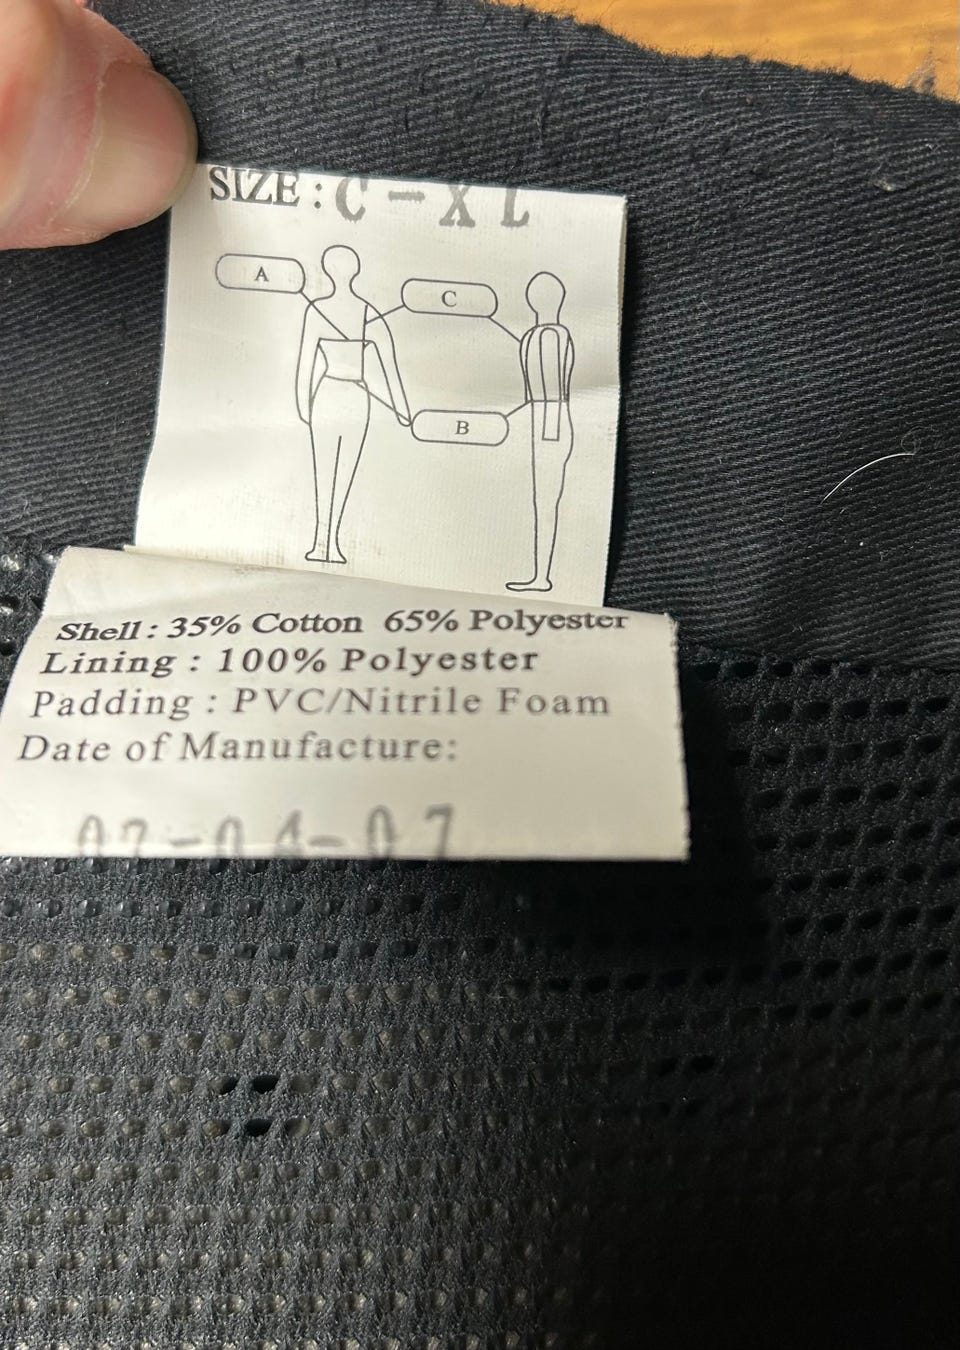 SIZE : C - X L
A
C
B
Shell : 35% Cotton 65% Polyester
Lining : 100% Polyester
Padding : PVC/Nitrile Foam
Date of Manufacture: